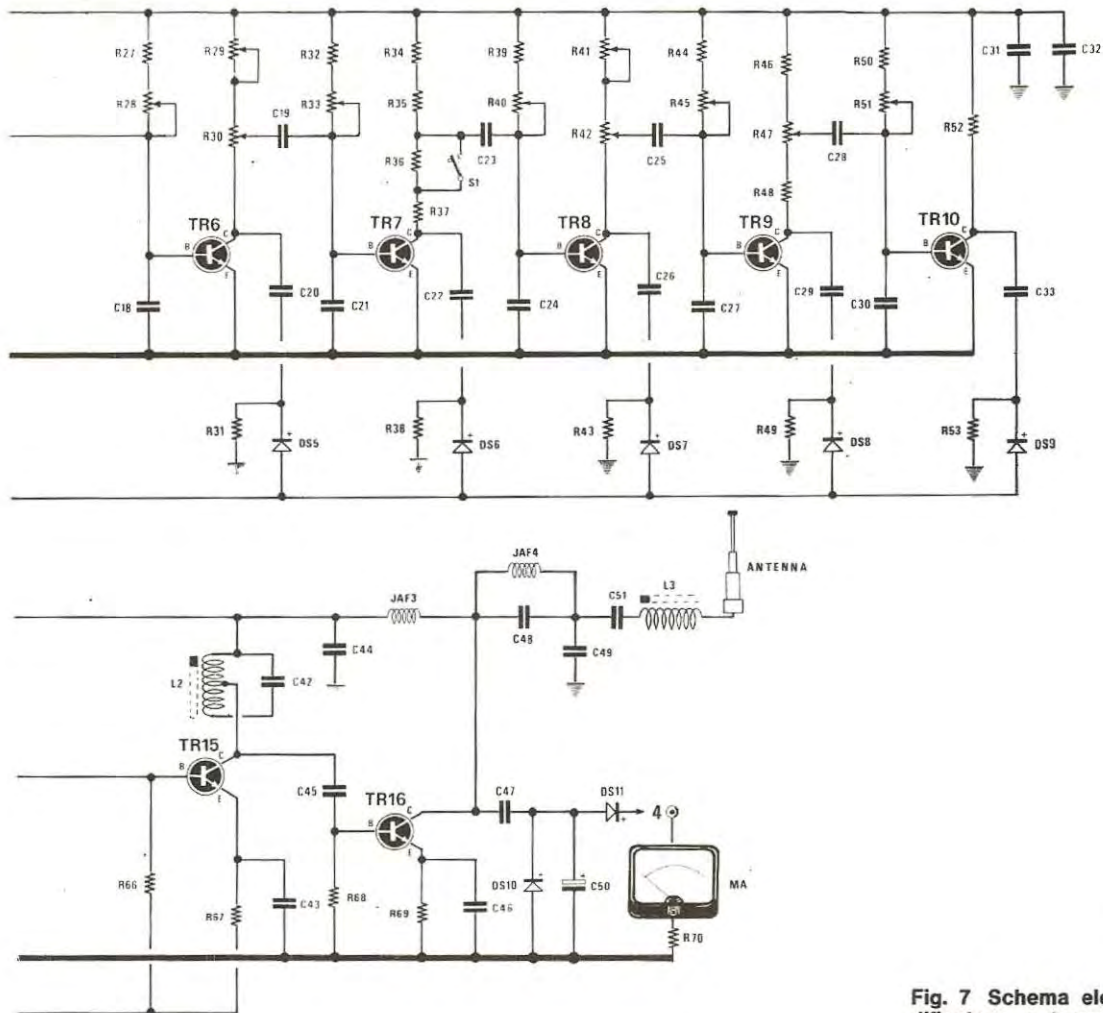 R27
R29
R32
R34
R39
R41
R44
R46
R50
C31
C32
R28
R30
C19
R33
R35
C23
R40
R42
C25
R45
R47
C28
R51
R52
R36
S1
R37
R48
TR6
TR7
TR8
TR9
TR10
B
C
E
B
C
E
B
C
E
B
C
E
B
C
E
C18
C20
C21
C22
C24
C26
C27
C29
C30
C33
R31
DS5
R38
DS6
R43
DS7
R49
DS8
R53
DS9
JAF4
ANTENNA
JAF3
C51
L3
C48
C44
C49
L2
C42
TR15
B
C
E
C45
TR16
B
C
E
C47
DS11
4
MA
R66
R67
C43
R68
R69
C46
DS10
C50
R70